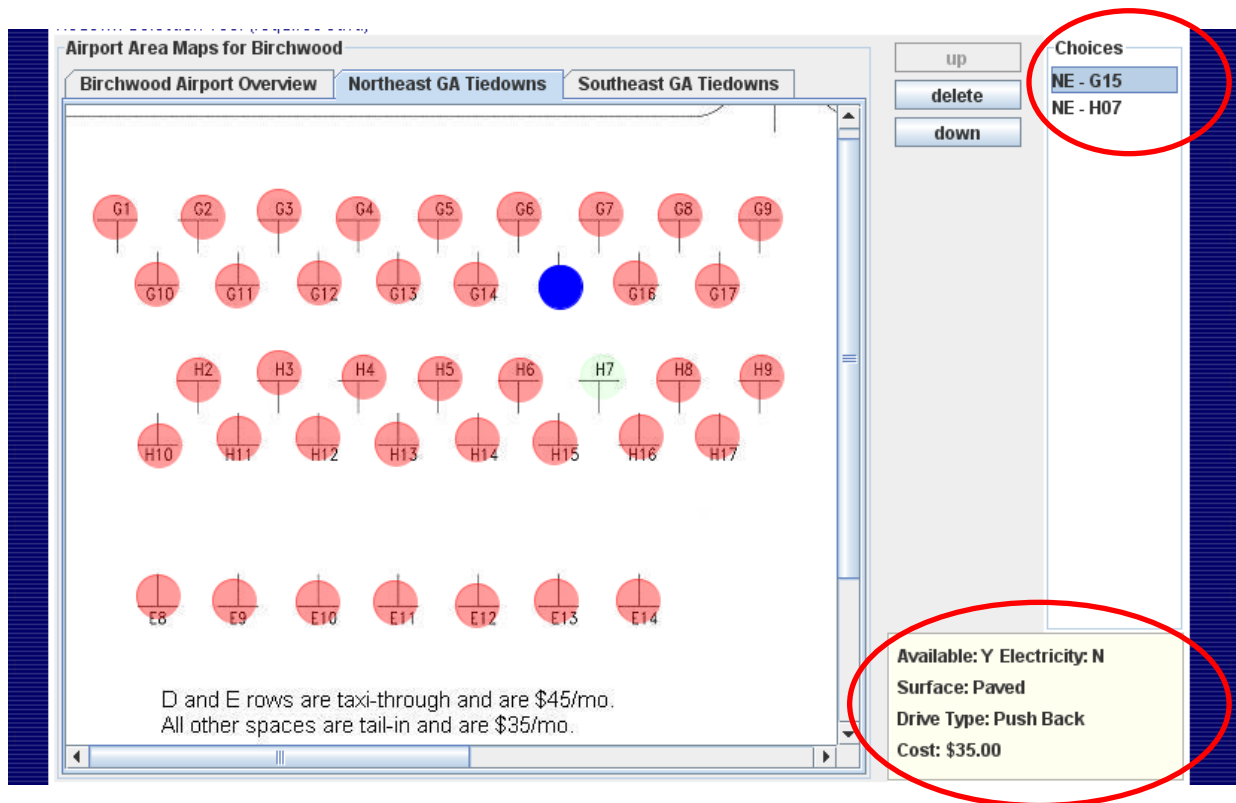 Airport Area Maps for Birchwood
Birchwood Airport Overview Northeast GA Tiedowns Southeast GA Tiedowns
up
delete
down
Choices
NE - G15
NE - H07
G1 G2 G3 G4 G5 G6 G7 G8 G9
G10 G11 G12 G13 G14 G16 G17
H2 H3 H4 H5 H6 H7 H8 H9
H10 H11 H12 H13 H14 H15 H16 H17
E8 E9 E10 E11 E12 E13 E14
D and E rows are taxi-through and are $45/mo.
All other spaces are tail-in and are $35/mo.
Available: Y Electricity: N
Surface: Paved
Drive Type: Push Back
Cost: $35.00